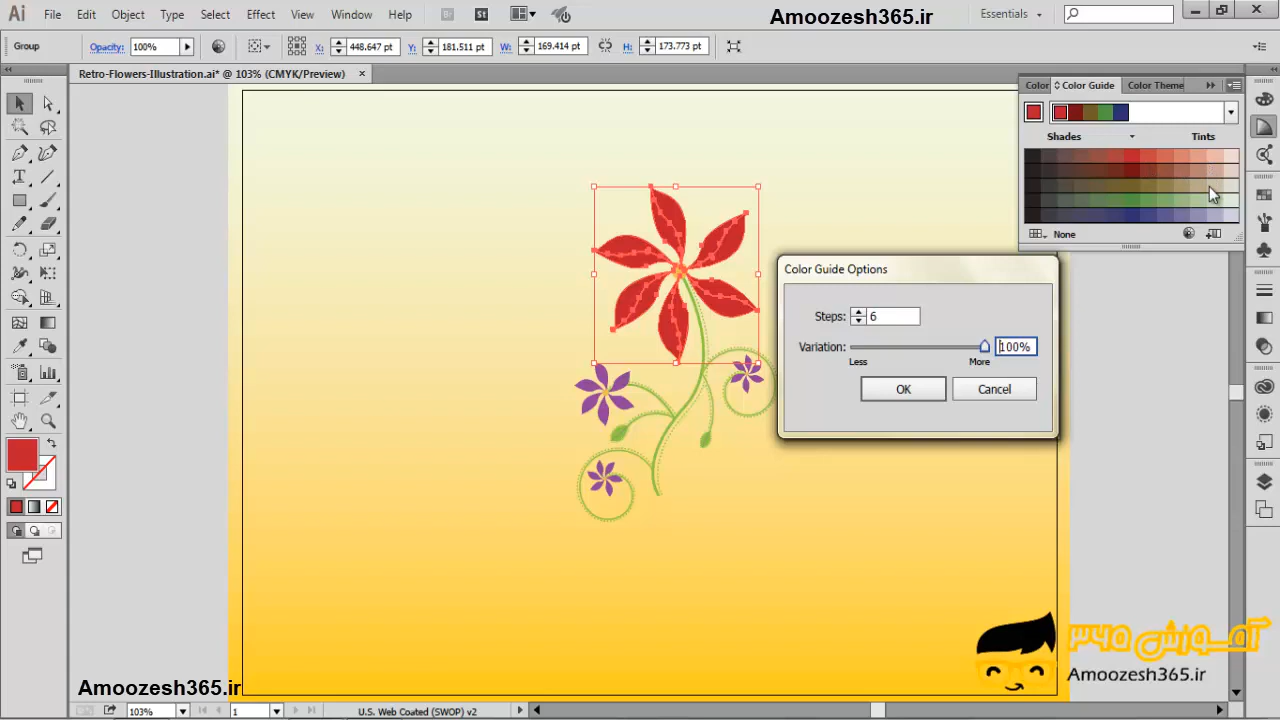 Ai File Edit Object Type Select Effect View Window Help Br St Amoozesh365.ir Essentials
Group Opacity: 100% X: 448.647 pt Y: 181.511 pt W: 169.414 pt H: 173.773 pt
Retro-Flowers-Illustration.ai* @ 103% (CMYK/Preview)
Color Color Guide Color Theme
Shades Tints
None
Color Guide Options
Steps: 6
Variation: 100%
Less More
OK Cancel
آموزش ۳۶۵
Amoozesh365.ir
Amoozesh365.ir
103% 1 U.S. Web Coated (SWOP) v2